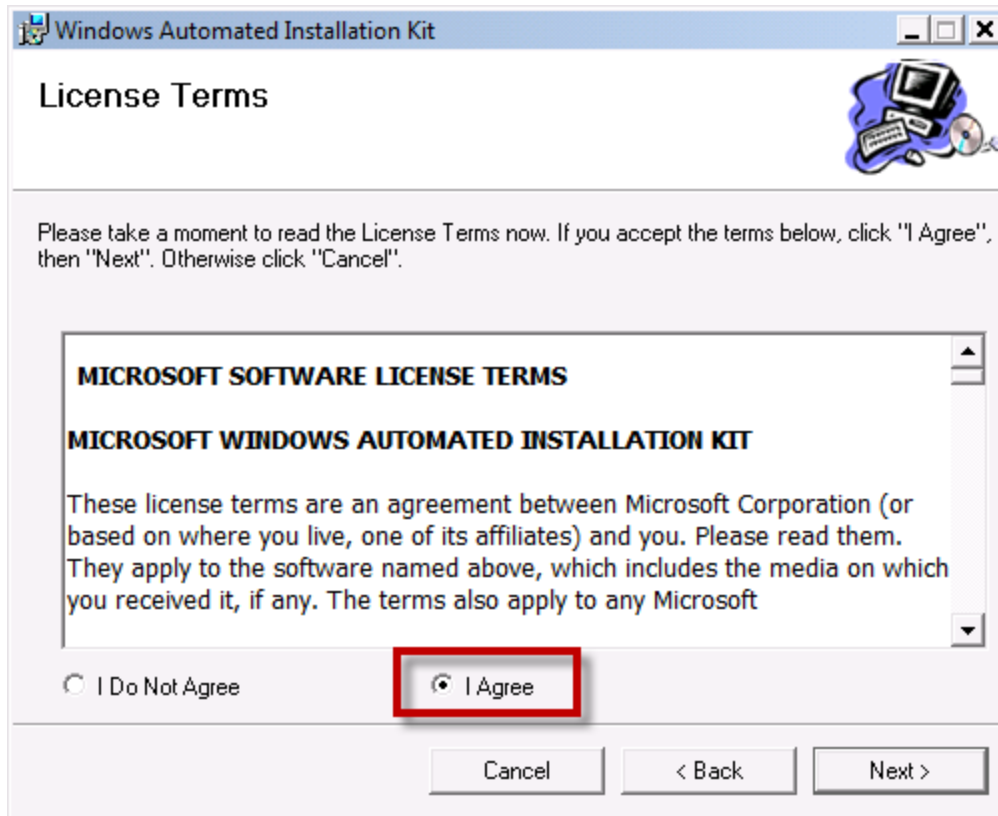 Windows Automated Installation Kit
License Terms
Please take a moment to read the License Terms now. If you accept the terms below, click "I Agree",
then "Next". Otherwise click "Cancel".
MICROSOFT SOFTWARE LICENSE TERMS
MICROSOFT WINDOWS AUTOMATED INSTALLATION KIT
These license terms are an agreement between Microsoft Corporation (or
based on where you live, one of its affiliates) and you. Please read them.
They apply to the software named above, which includes the media on which
you received it, if any. The terms also apply to any Microsoft
I Do Not Agree I Agree
Cancel < Back Next >